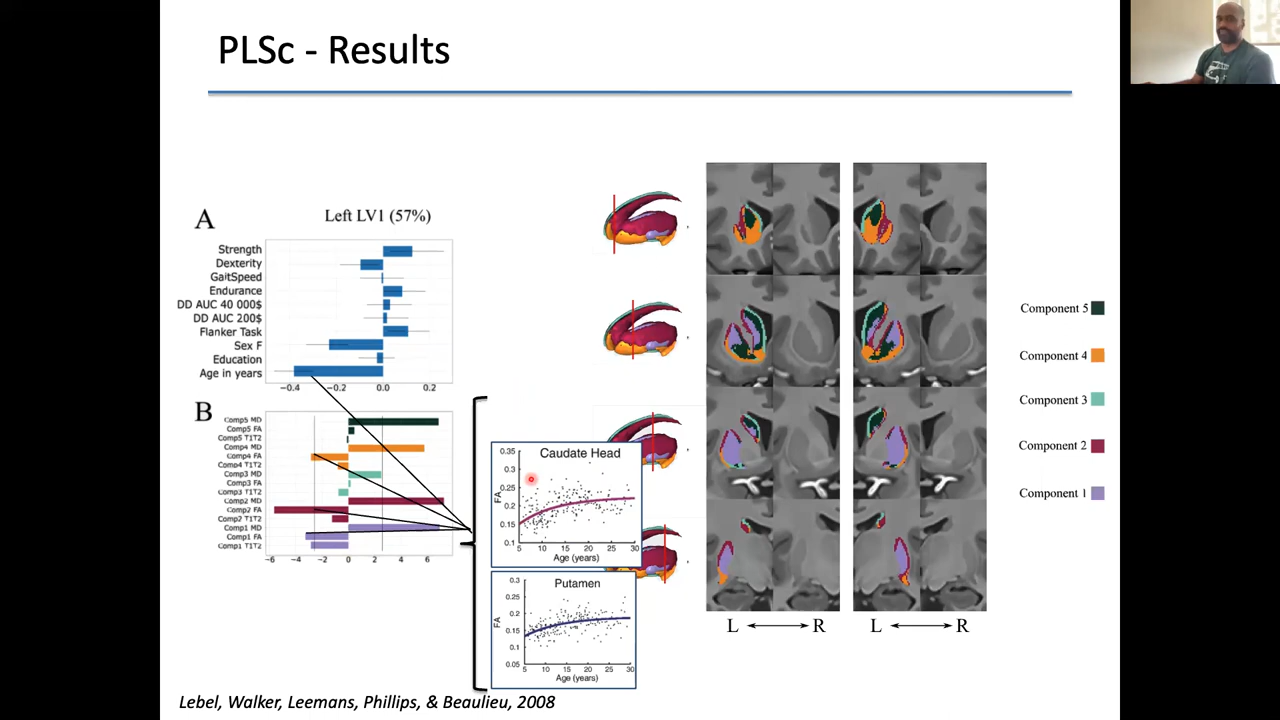 PLSc - Results
A
Left LV1 (57%)
Strength
Dexterity
GaitSpeed
Endurance
DD AUC 40 000$
DD AUC 200$
Flanker Task
Sex F
Education
Age in years
−0.4 −0.2 0.0 0.2
B
Comp5 MD
Comp5 FA
Comp5 T1T2
Comp4 MD
Comp4 FA
Comp4 T1T2
Comp3 MD
Comp3 FA
Comp3 T1T2
Comp2 MD
Comp2 FA
Comp2 T1T2
Comp1 MD
Comp1 FA
Comp1 T1T2
−6 −4 −2 0 2 4 6
Caudate Head
0.35
0.3
0.25
0.2
0.15
0.1
FA
5 10 15 20 25 30
Age (years)
Putamen
0.3
0.25
0.2
0.15
0.1
0.05
FA
5 10 15 20 25 30
Age (years)
L R L R
Component 5
Component 4
Component 3
Component 2
Component 1
Lebel, Walker, Leemans, Phillips, & Beaulieu, 2008